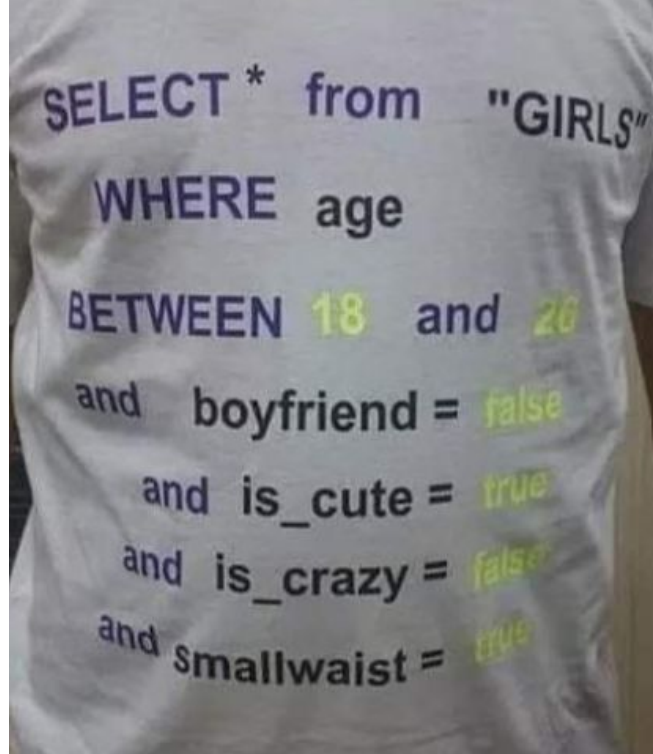 SELECT * from "GIRLS"
WHERE age
BETWEEN 18 and 26
and boyfriend = false
and is_cute = true
and is_crazy = false
and smallwaist = true